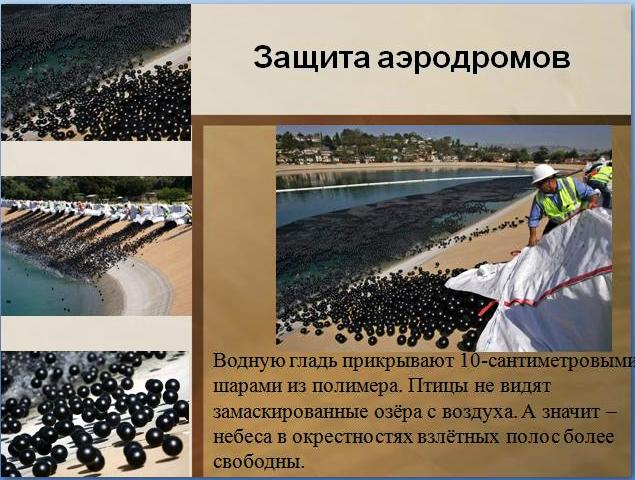 Защита аэродромов
Водную гладь прикрывают 10-сантиметровыми
шарами из полимера. Птицы не видят
замаскированные озёра с воздуха. А значит –
небеса в окрестностях взлётных полос более
свободны.